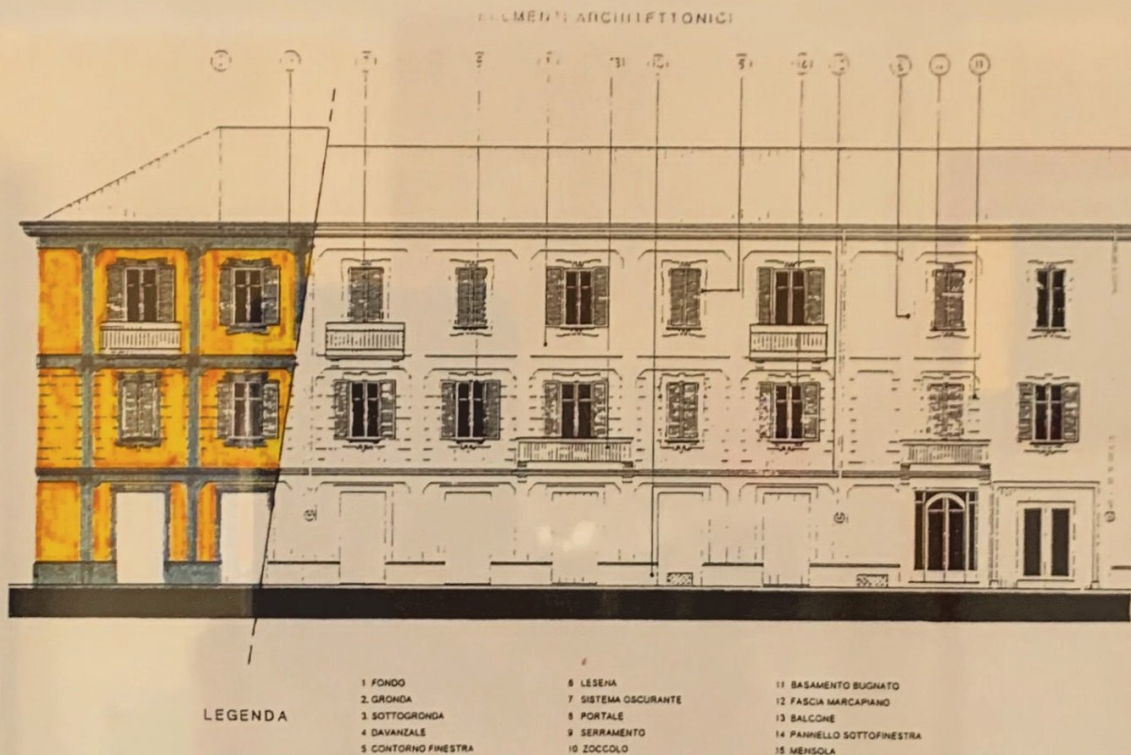 ARCHITETTONICI
11
LEGENDA
1 FONDO
2. GRONDA
3. SOTTOGRONDA
4 DAVANZALE
5 CONTORNO FINESTRA
6 LESENA
7 SISTEMA OSCURANTE
8 PORTALE
9 SERRAMENTO
10 ZOCCOLO
11 BASAMENTO BUGNATO
12 FASCIA MARCAPIANO
13 BALCONE
14 PANNELLO SOTTOFINESTRA
15 MENSOLA